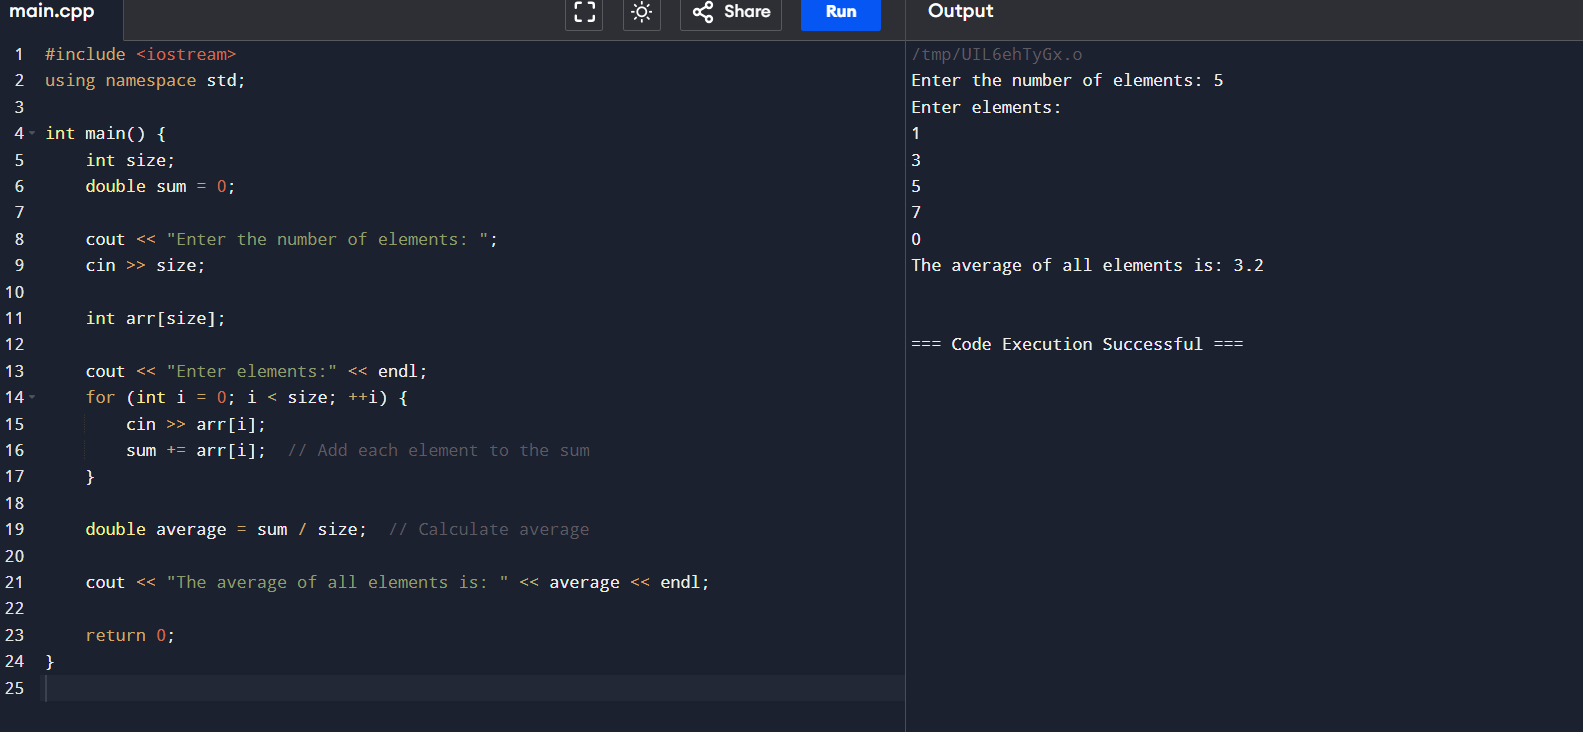 main.cpp
Share
Run
Output
1 #include <iostream>
2 using namespace std;
3
4 int main() {
5     int size;
6     double sum = 0;
7
8     cout << "Enter the number of elements: ";
9     cin >> size;
10
11     int arr[size];
12
13     cout << "Enter elements:" << endl;
14     for (int i = 0; i < size; ++i) {
15         cin >> arr[i];
16         sum += arr[i];  // Add each element to the sum
17     }
18
19     double average = sum / size;  // Calculate average
20
21     cout << "The average of all elements is: " << average << endl;
22
23     return 0;
24 }
25
/tmp/UIL6ehTyGx.o
Enter the number of elements: 5
Enter elements:
1
3
5
7
0
The average of all elements is: 3.2
=== Code Execution Successful ===